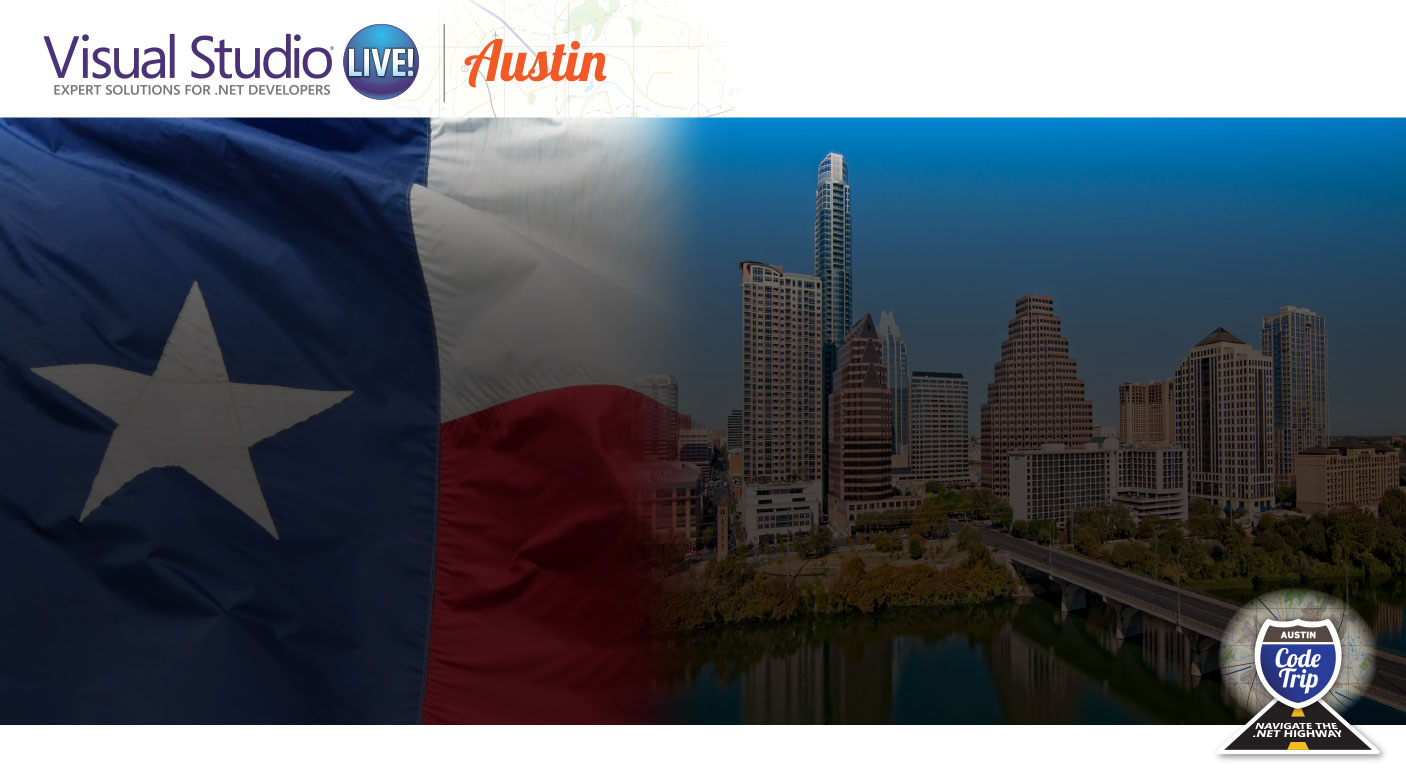 Visual Studio® LIVE!
EXPERT SOLUTIONS FOR .NET DEVELOPERS
Austin
AUSTIN
Code
Trip
NAVIGATE THE
.NET HIGHWAY